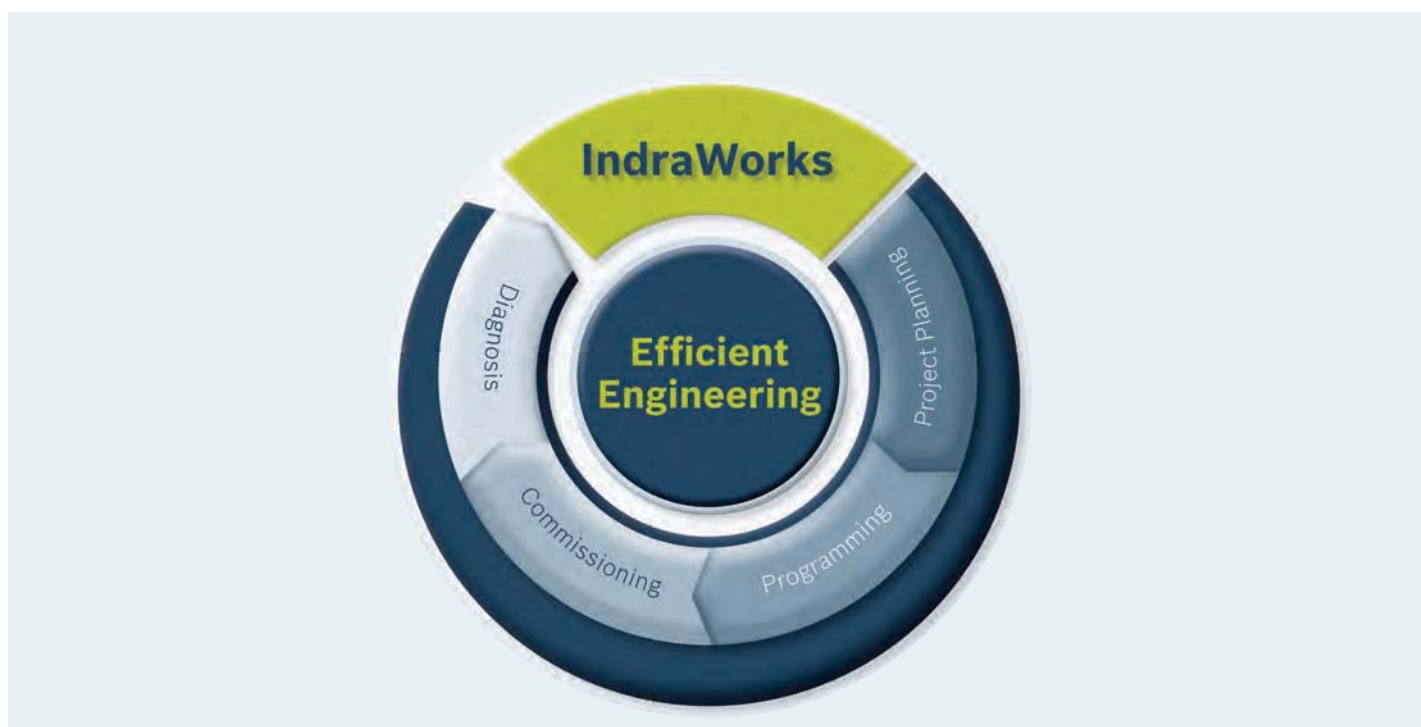 IndraWorks
Efficient
Engineering
Project Planning
Programming
Commissioning
Diagnosis